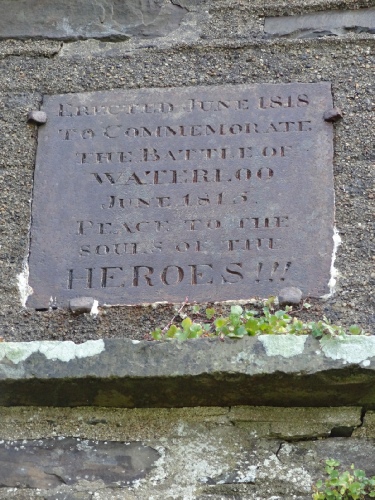 ERECTED JUNE 1818
TO COMMEMORATE
THE BATTLE OF
WATERLOO
JUNE 1815.
PEACE TO THE
SOULS OF THE
HEROES!!!